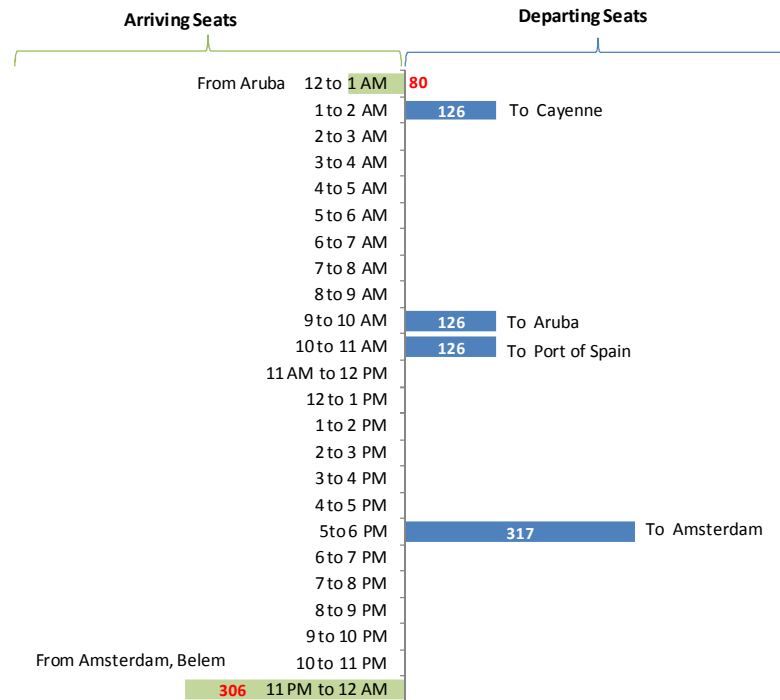 Arriving Seats Departing Seats
From Aruba 12 to 1 AM 80
1 to 2 AM 126 To Cayenne
2 to 3 AM
3 to 4 AM
4 to 5 AM
5 to 6 AM
6 to 7 AM
7 to 8 AM
8 to 9 AM
9 to 10 AM 126 To Aruba
10 to 11 AM 126 To Port of Spain
11 AM to 12 PM
12 to 1 PM
1 to 2 PM
2 to 3 PM
3 to 4 PM
4 to 5 PM
5 to 6 PM 317 To Amsterdam
6 to 7 PM
7 to 8 PM
8 to 9 PM
9 to 10 PM
From Amsterdam, Belem 10 to 11 PM
306 11 PM to 12 AM